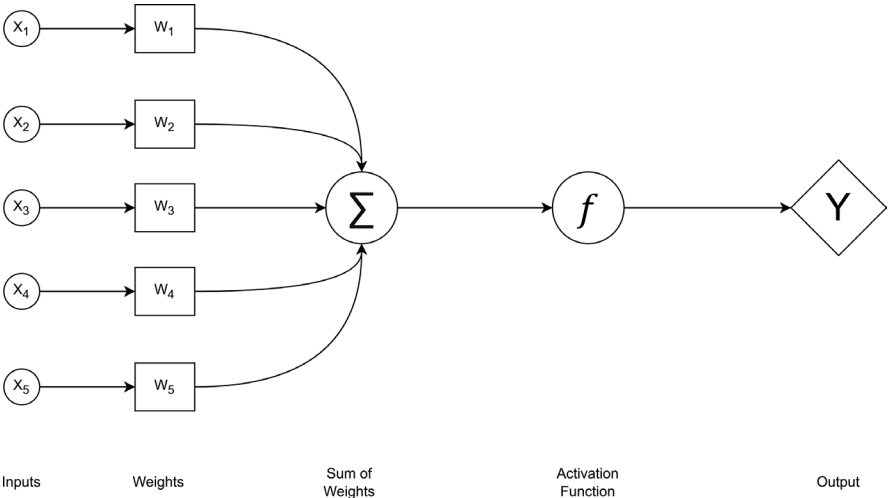 X₁ W₁
X₂ W₂
X₃ W₃ ∑ f Y
X₄ W₄
X₅ W₅
Inputs Weights Sum of Activation Output
Weights Function